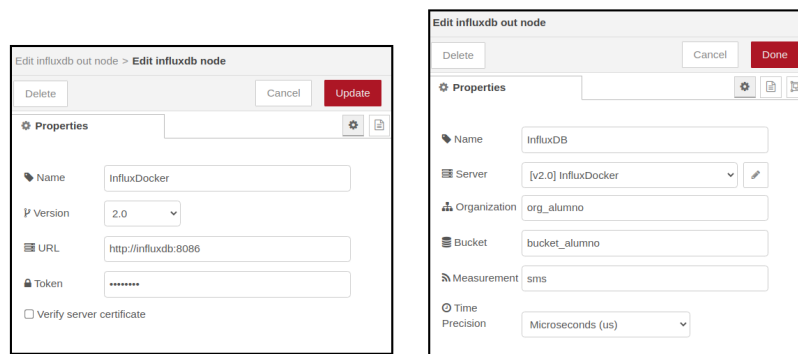 Edit influxdb out node > Edit influxdb node
Delete
Cancel
Update
Properties
Name
InfluxDocker
Version
2.0
URL
http://influxdb:8086
Token
••••••••
Verify server certificate
Edit influxdb out node
Delete
Cancel
Done
Properties
Name
InfluxDB
Server
[v2.0] InfluxDocker
Organization
org_alumno
Bucket
bucket_alumno
Measurement
sms
Time
Precision
Microseconds (us)